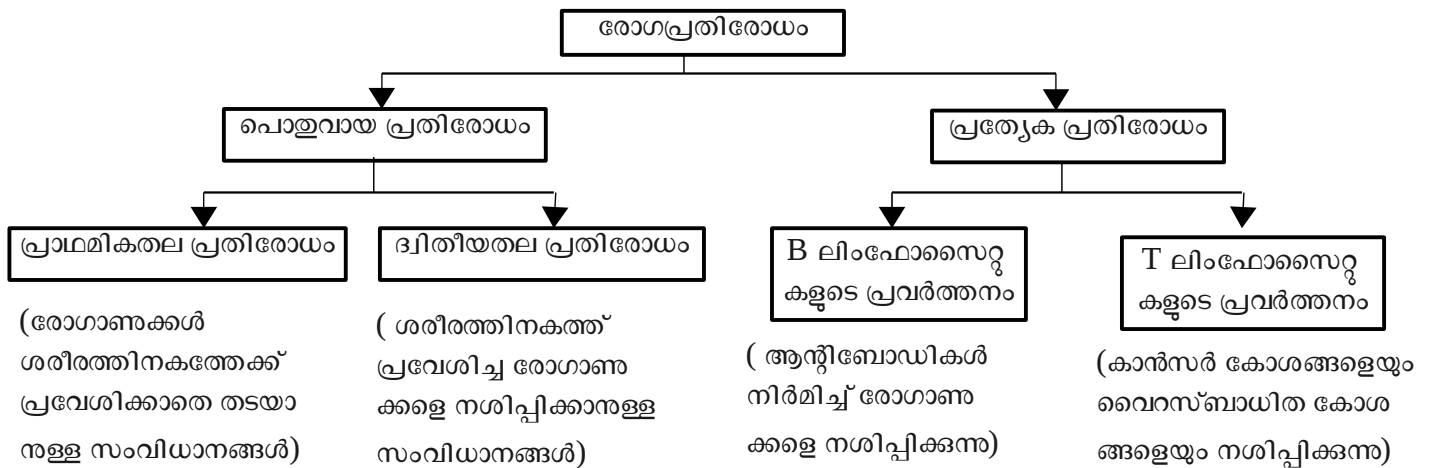 രോഗപ്രതിരോധം
പൊതുവായ പ്രതിരോധം
പ്രത്യേക പ്രതിരോധം
പ്രാഥമികതല പ്രതിരോധം
ദ്വിതീയതല പ്രതിരോധം
B ലിംഫോസൈറ്റു
കളുടെ പ്രവർത്തനം
T ലിംഫോസൈറ്റു
കളുടെ പ്രവർത്തനം
(രോഗാണുക്കൾ
ശരീരത്തിനകത്തേക്ക്
പ്രവേശിക്കാതെ തടയാ
നുള്ള സംവിധാനങ്ങൾ)
( ശരീരത്തിനകത്ത്
പ്രവേശിച്ച രോഗാണു
ക്കളെ നശിപ്പിക്കാനുള്ള
സംവിധാനങ്ങൾ)
( ആന്റിബോഡികൾ
നിർമിച്ച് രോഗാണു
ക്കളെ നശിപ്പിക്കുന്നു)
(കാൻസർ കോശങ്ങളെയും
വൈറസ്ബാധിത കോശ
ങ്ങളെയും നശിപ്പിക്കുന്നു)